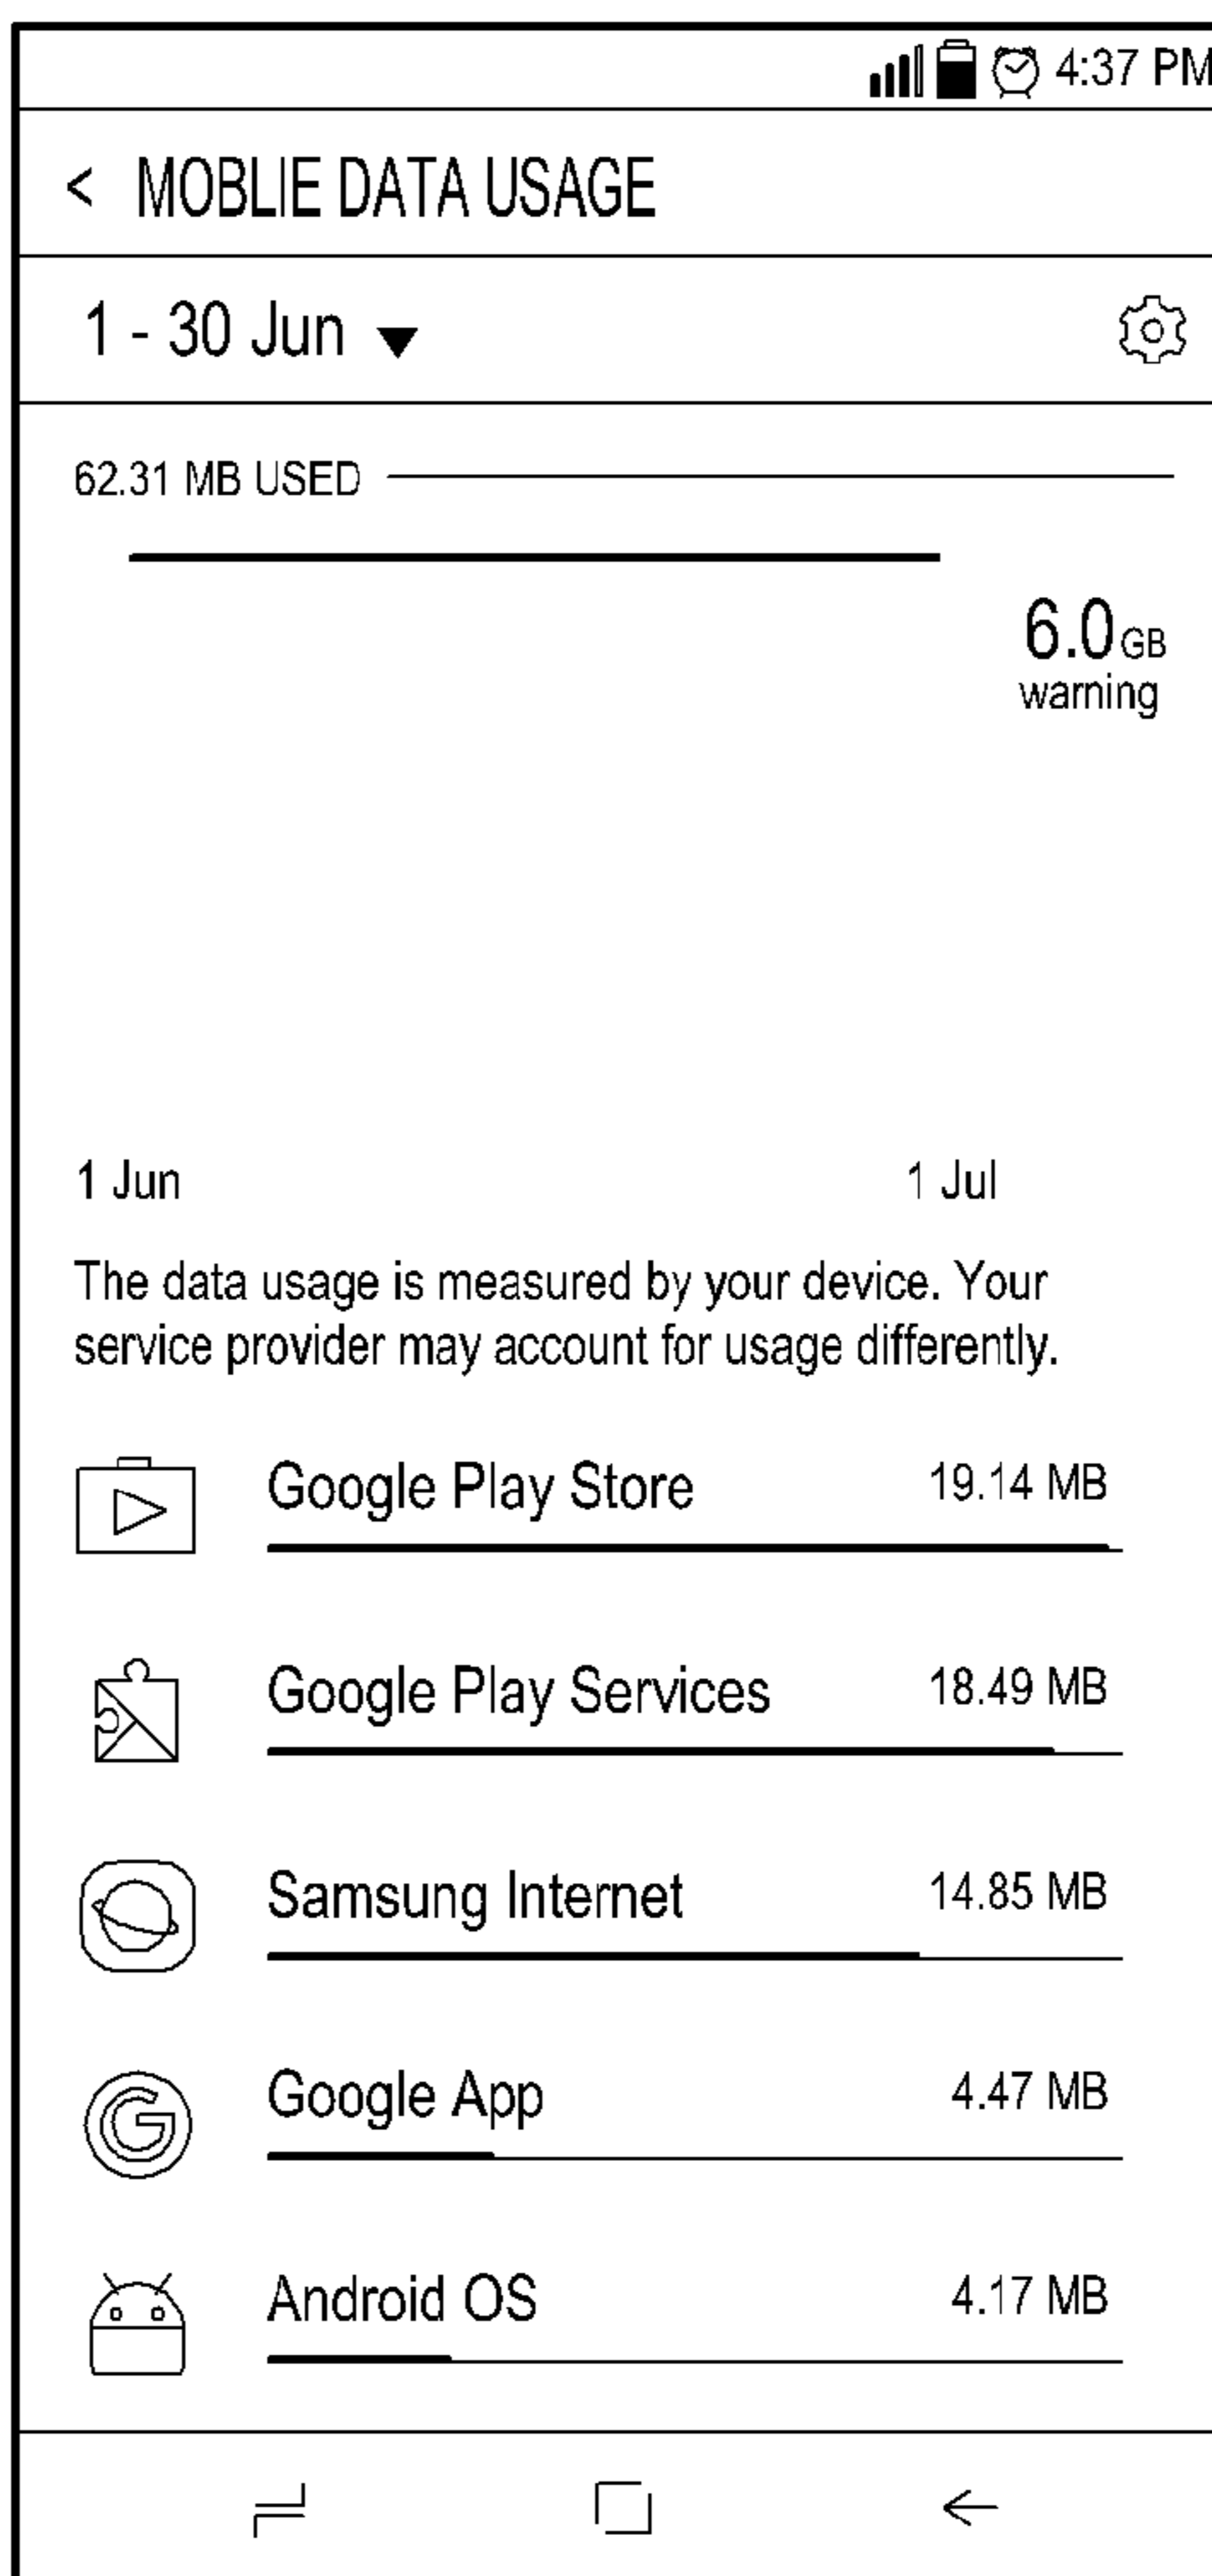 4:37 PM
< MOBLIE DATA USAGE
1 - 30 Jun
62.31 MB USED
6.0 GB
warning
1 Jun 1 Jul
The data usage is measured by your device. Your
service provider may account for usage differently.
Google Play Store 19.14 MB
Google Play Services 18.49 MB
Samsung Internet 14.85 MB
Google App 4.47 MB
Android OS 4.17 MB